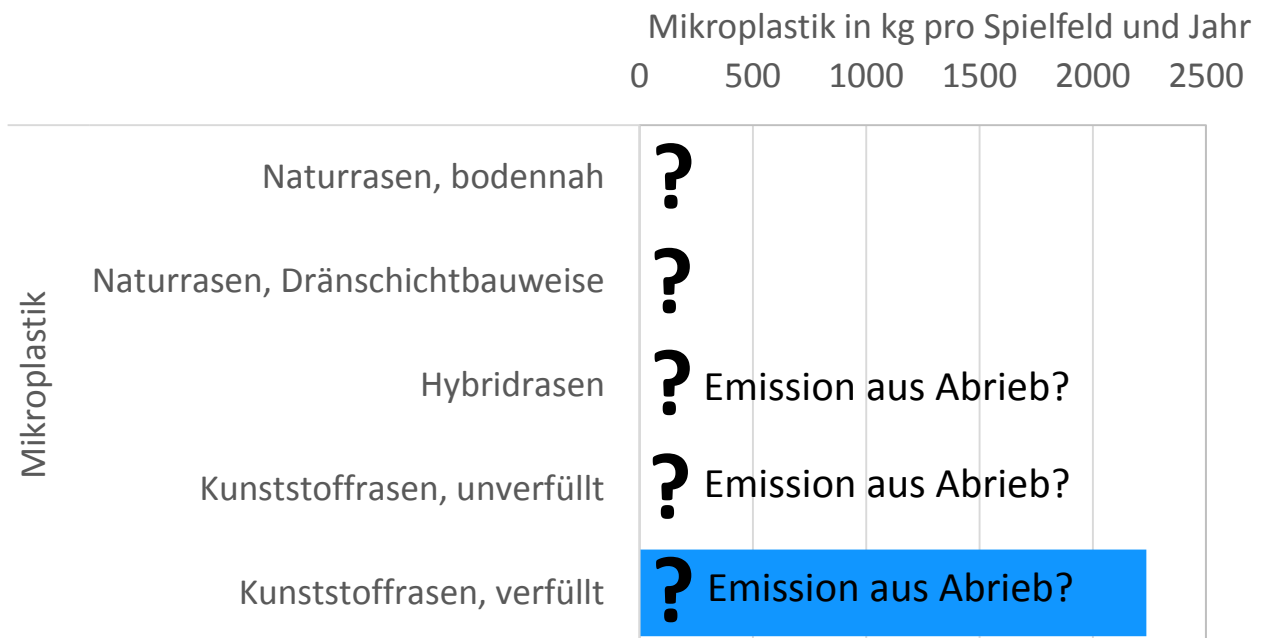 Mikroplastik in kg pro Spielfeld und Jahr
0 500 1000 1500 2000 2500
Mikroplastik
Naturrasen, bodennah ?
Naturrasen, Dränschichtbauweise ?
Hybridrasen ? Emission aus Abrieb?
Kunststoffrasen, unverfüllt ? Emission aus Abrieb?
Kunststoffrasen, verfüllt ? Emission aus Abrieb?